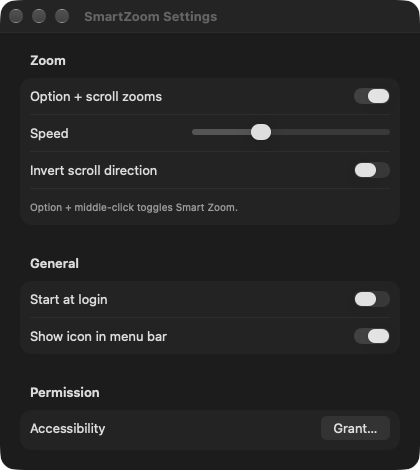 SmartZoom Settings
Zoom
Option + scroll zooms
Speed
Invert scroll direction
Option + middle-click toggles Smart Zoom.
General
Start at login
Show icon in menu bar
Permission
Accessibility Grant...